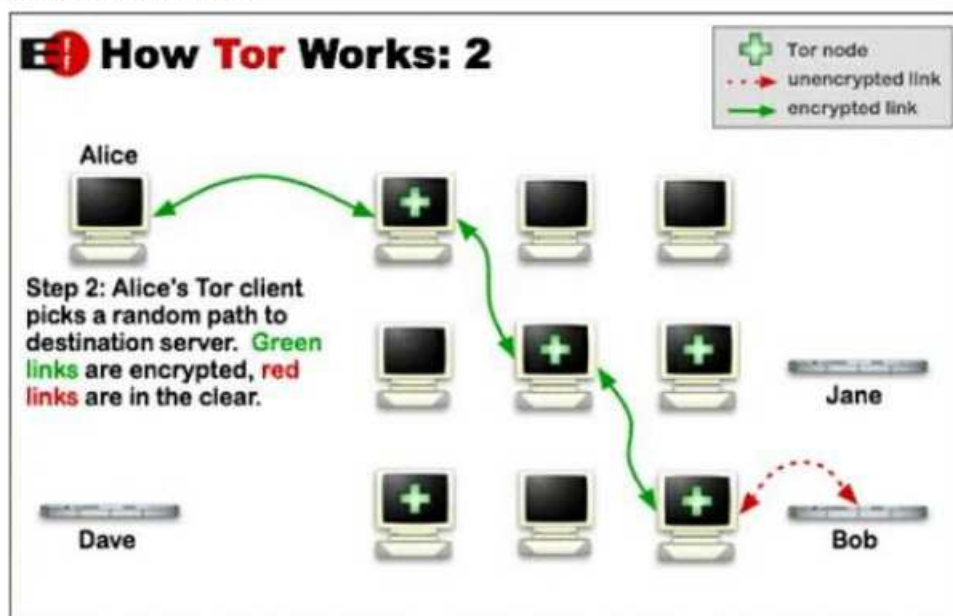 E!! How Tor Works: 2
Tor node
unencrypted link
encrypted link
Alice
Step 2: Alice's Tor client
picks a random path to
destination server. Green
links are encrypted, red
links are in the clear.
Jane
Dave
Bob